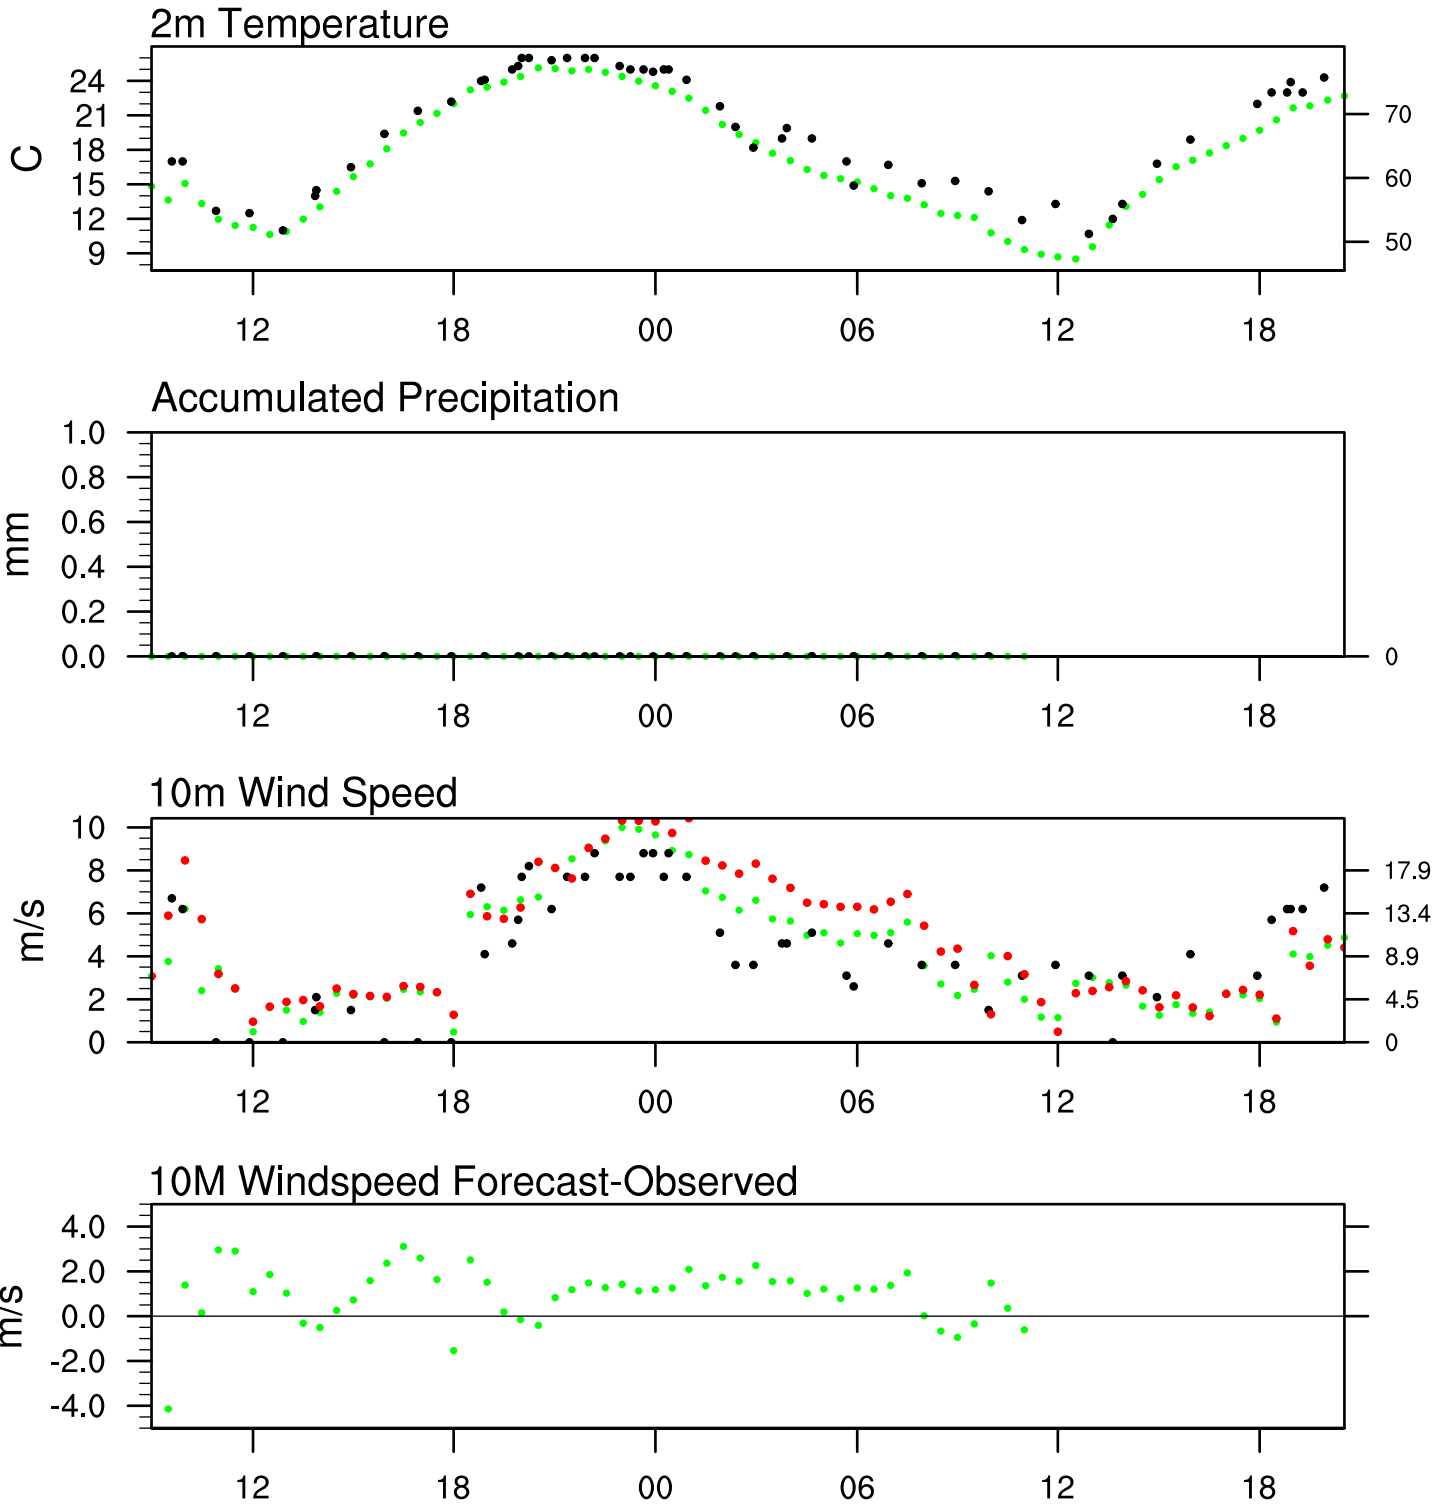 2m Temperature
24
21
18
15
12
9
C
70
60
50
12 18 00 06 12 18
Accumulated Precipitation
1.0
0.8
0.6
0.4
0.2
0.0
mm
0
12 18 00 06 12 18
10m Wind Speed
10
8
6
4
2
0
m/s
17.9
13.4
8.9
4.5
0
12 18 00 06 12 18
10M Windspeed Forecast-Observed
4.0
2.0
0.0
-2.0
-4.0
m/s
12 18 00 06 12 18